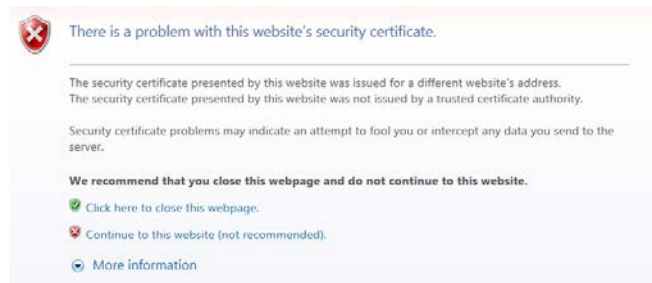 There is a problem with this website's security certificate.
The security certificate presented by this website was issued for a different website's address.
The security certificate presented by this website was not issued by a trusted certificate authority.
Security certificate problems may indicate an attempt to fool you or intercept any data you send to the
server.
We recommend that you close this webpage and do not continue to this website.
Click here to close this webpage.
Continue to this website (not recommended).
More information